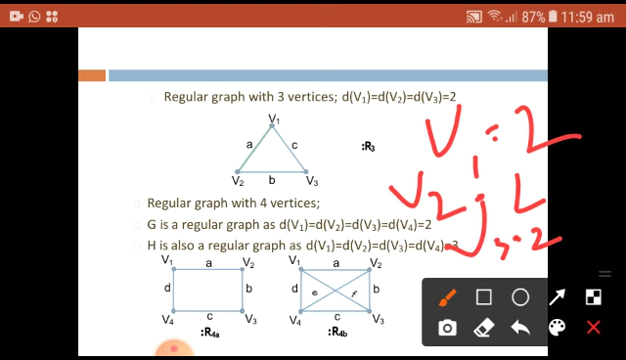 87% 11:59 am
Regular graph with 3 vertices; d(V₁)=d(V₂)=d(V₃)=2
V₁
a c :R₃
V₂ b V₃
V₁ = 2
V₂ : 2
V₃ = 2
Regular graph with 4 vertices;
G is a regular graph as d(V₁)=d(V₂)=d(V₃)=d(V₄)=2
H is also a regular graph as d(V₁)=d(V₂)=d(V₃)=d(V₄)=3
V₁ a V₂ V₁ a V₂
d b d e f b
V₄ c V₃ V₄ c V₃
:R₄ₐ :R₄b